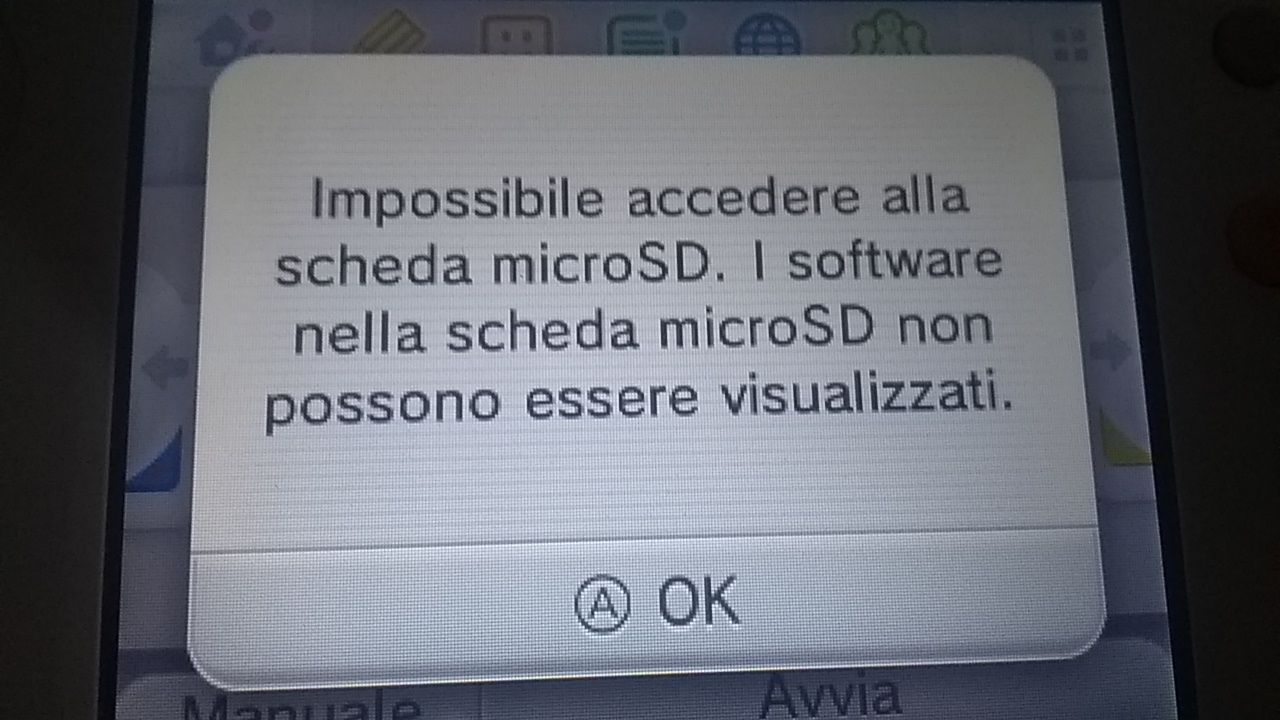 Impossibile accedere alla
scheda microSD. I software
nella scheda microSD non
possono essere visualizzati.
Ⓐ OK
Manuale
Avvia